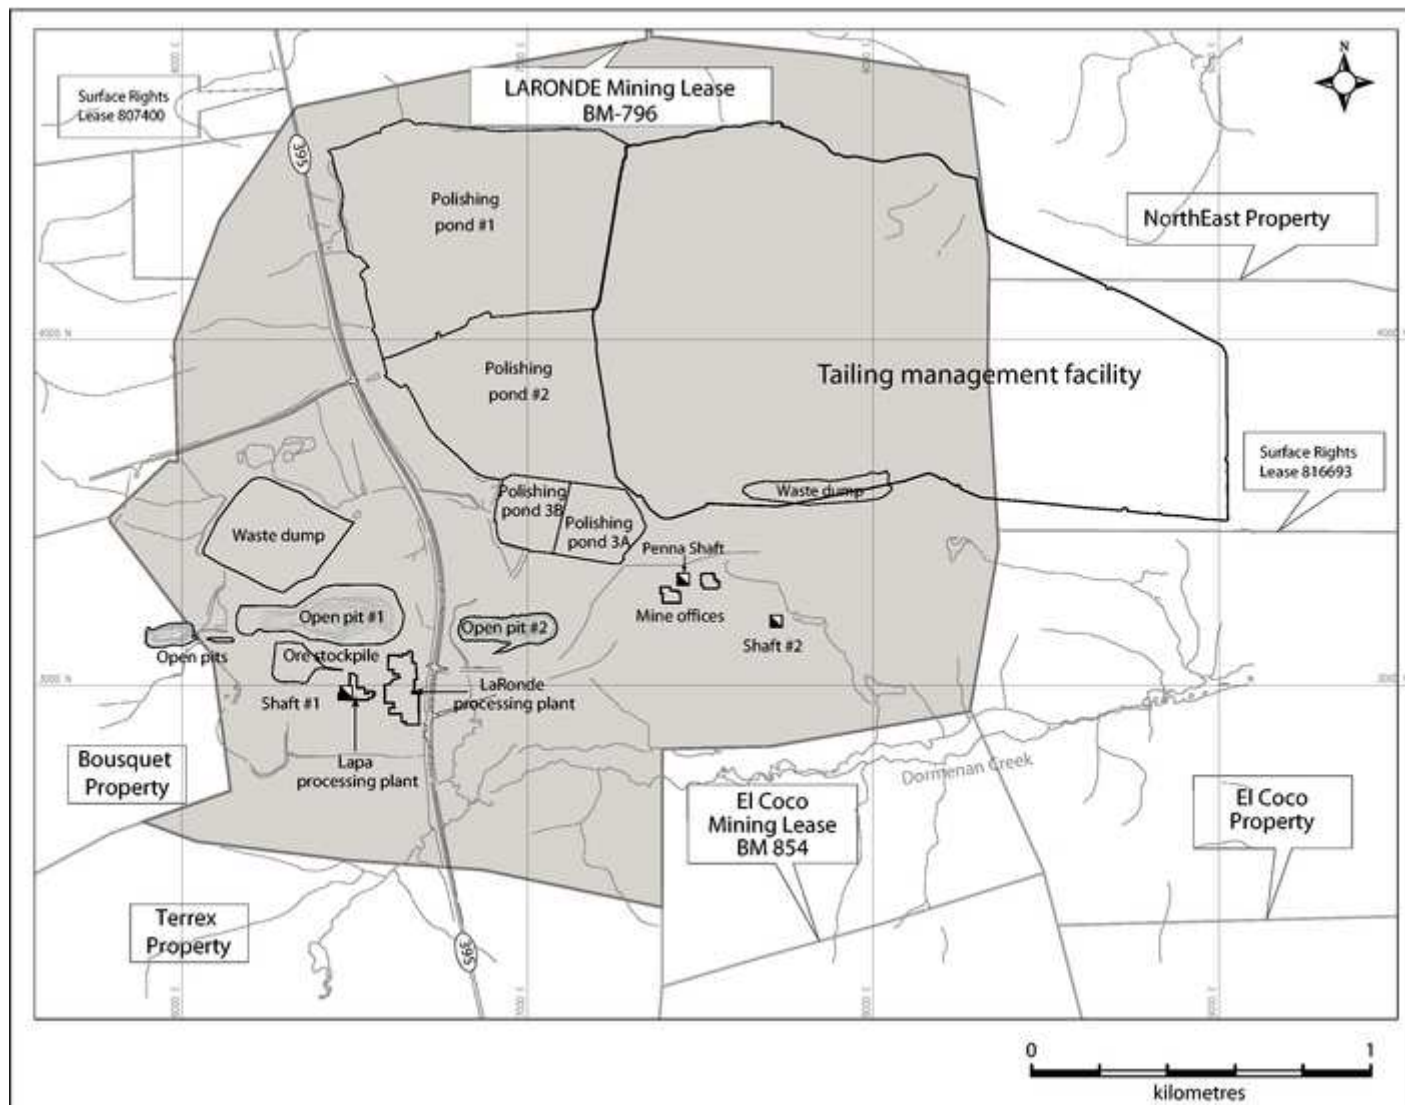 N
LARONDE Mining Lease
BM-796
Surface Rights
Lease 807400
395
Polishing
pond #1
NorthEast Property
Polishing
pond #2
Tailing management facility
Surface Rights
Lease 816693
Polishing
pond 3B
Polishing
pond 3A
Waste dump
Waste dump
Penna Shaft
Mine offices
Open pit #1
Open pit #2
Open pits
Ore stockpile
Shaft #2
Shaft #1
LaRonde
processing plant
Lapa
processing plant
Bousquet
Property
Dormenan Creek
El Coco
Mining Lease
BM 854
El Coco
Property
Terrex
Property
395
0 1
kilometres